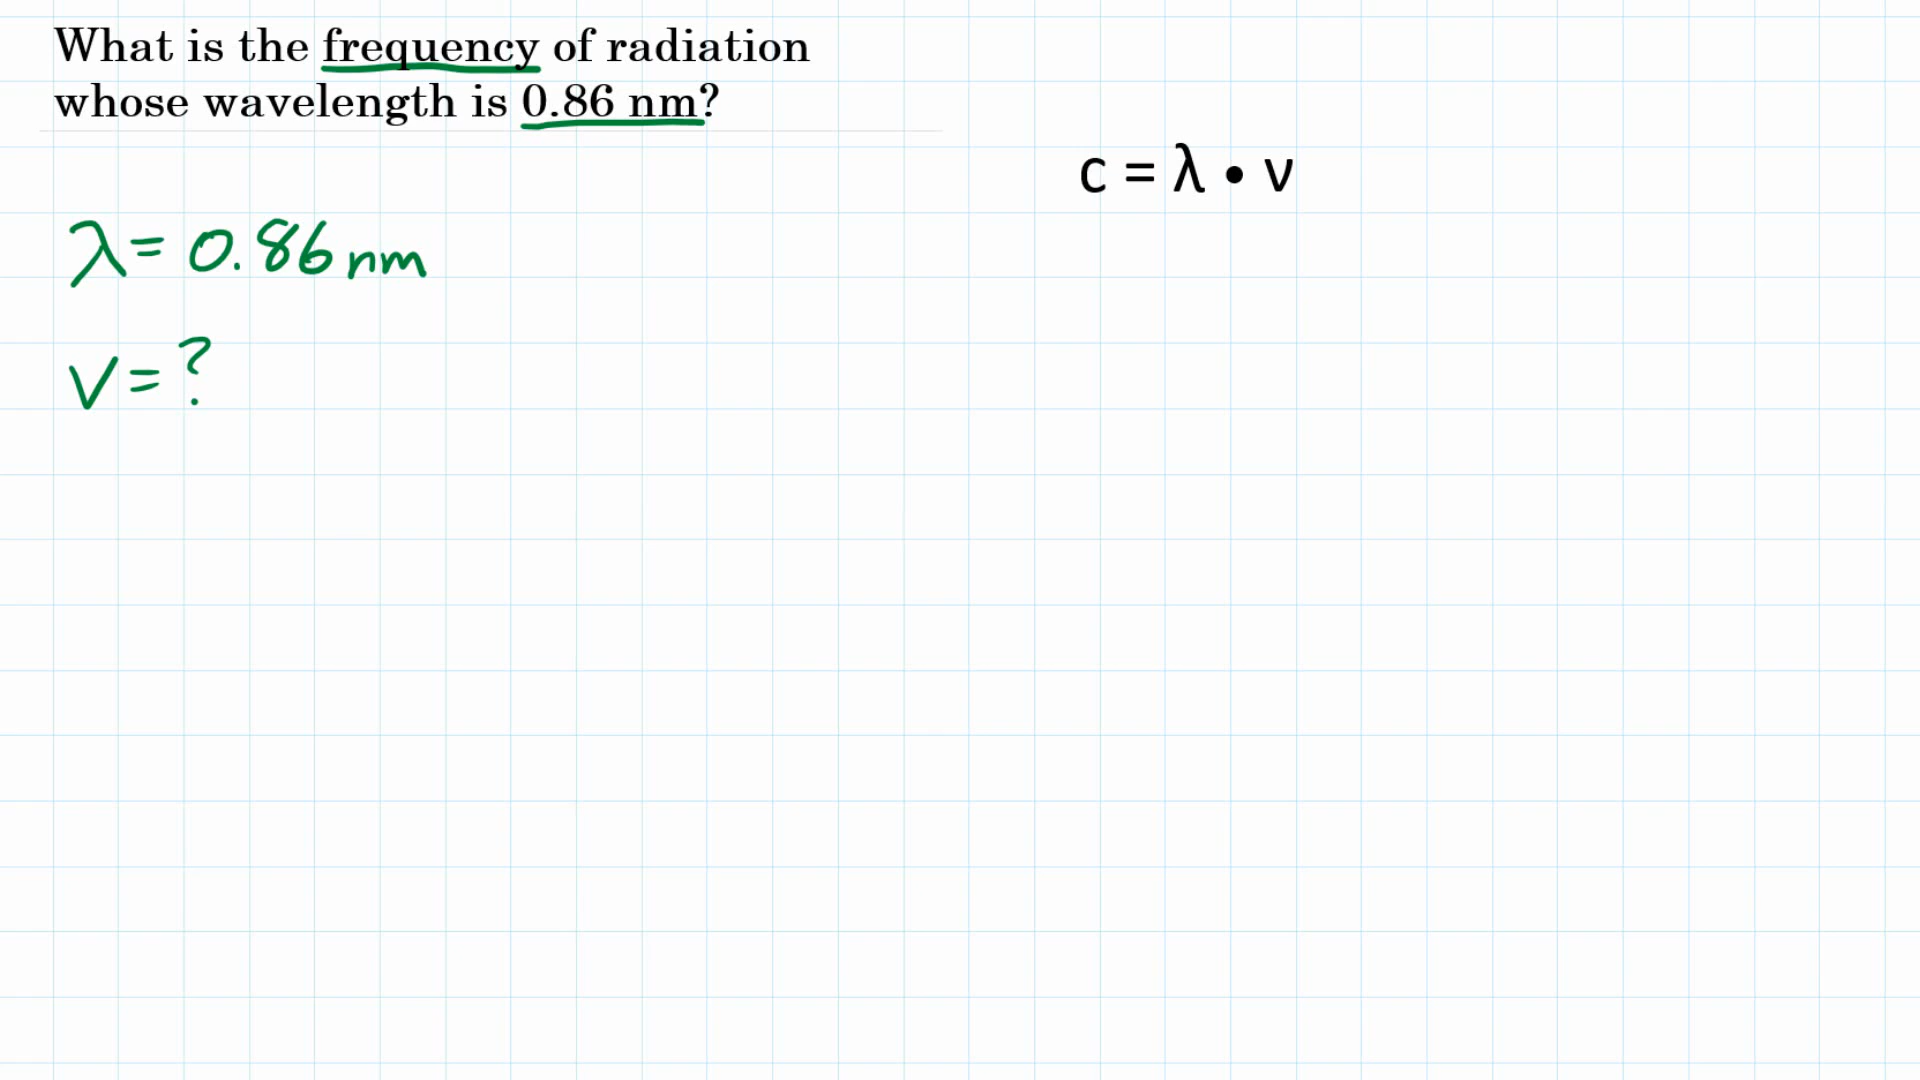 What is the frequency of radiation
whose wavelength is 0.86 nm?
c = λ • ν
λ = 0.86 nm
ν = ?